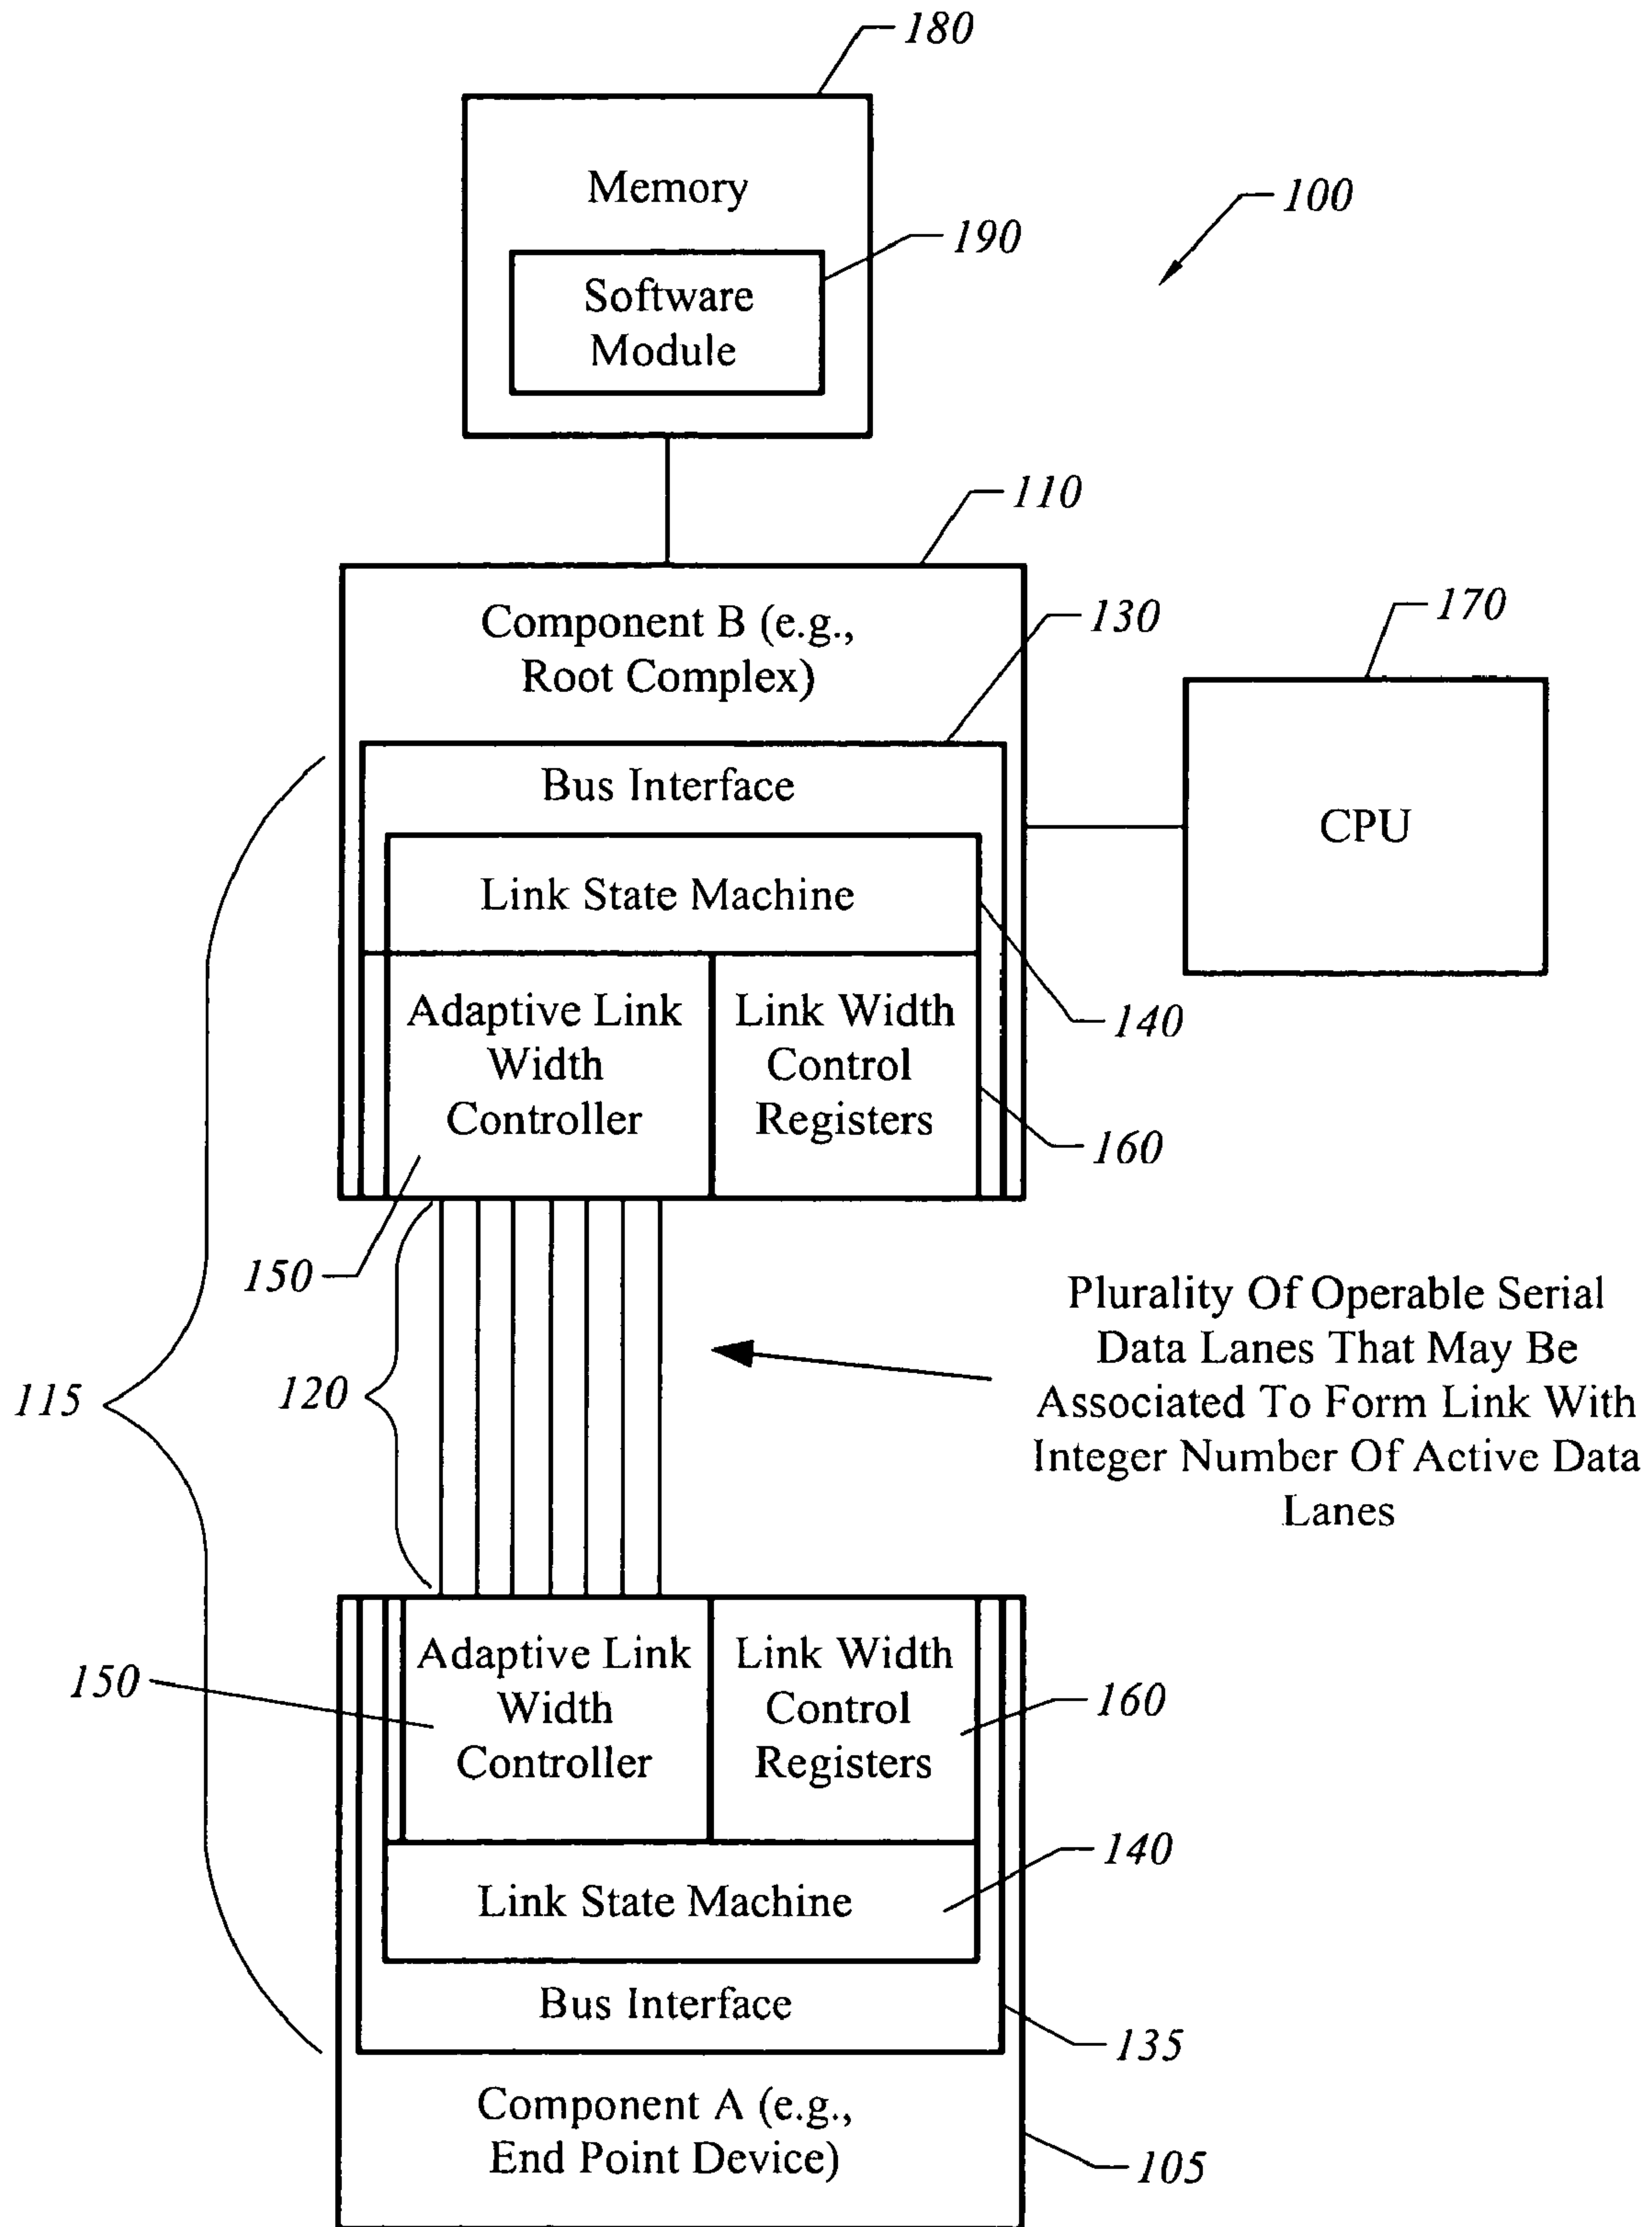 180
Memory
100
190
Software
Module
110
Component B (e.g.,
Root Complex)
130
170
Bus Interface
CPU
Link State Machine
140
Adaptive Link
Width
Controller
Link Width
Control
Registers
160
150
120
115
Plurality Of Operable Serial
Data Lanes That May Be
Associated To Form Link With
Integer Number Of Active Data
Lanes
150
Adaptive Link
Width
Controller
Link Width
Control
Registers
160
140
Link State Machine
Bus Interface
135
Component A (e.g.,
End Point Device)
105